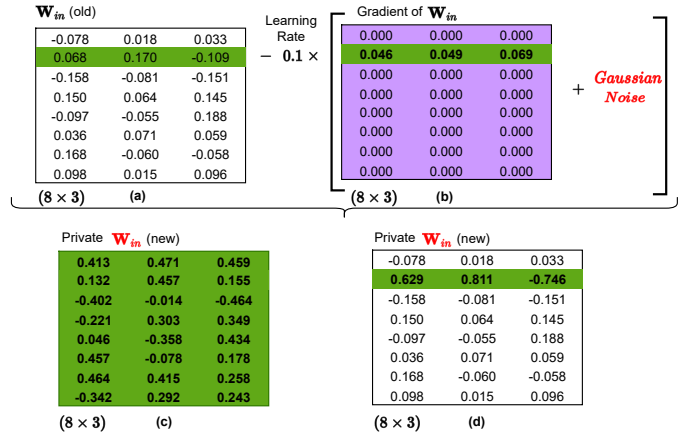 W_in (old)
-0.078 0.018 0.033
0.068 0.170 -0.109
-0.158 -0.081 -0.151
0.150 0.064 0.145
-0.097 -0.055 0.188
0.036 0.071 0.059
0.168 -0.060 -0.058
0.098 0.015 0.096
(8 × 3) (a)
Learning
Rate
− 0.1 ×
Gradient of W_in
0.000 0.000 0.000
0.046 0.049 0.069
0.000 0.000 0.000
0.000 0.000 0.000
0.000 0.000 0.000
0.000 0.000 0.000
0.000 0.000 0.000
0.000 0.000 0.000
(8 × 3) (b)
+ Gaussian
Noise
Private W_in (new)
0.413 0.471 0.459
0.132 0.457 0.155
-0.402 -0.014 -0.464
-0.221 0.303 0.349
0.046 -0.358 0.434
0.457 -0.078 0.178
0.464 0.415 0.258
-0.342 0.292 0.243
(8 × 3) (c)
Private W_in (new)
-0.078 0.018 0.033
0.629 0.811 -0.746
-0.158 -0.081 -0.151
0.150 0.064 0.145
-0.097 -0.055 0.188
0.036 0.071 0.059
0.168 -0.060 -0.058
0.098 0.015 0.096
(8 × 3) (d)